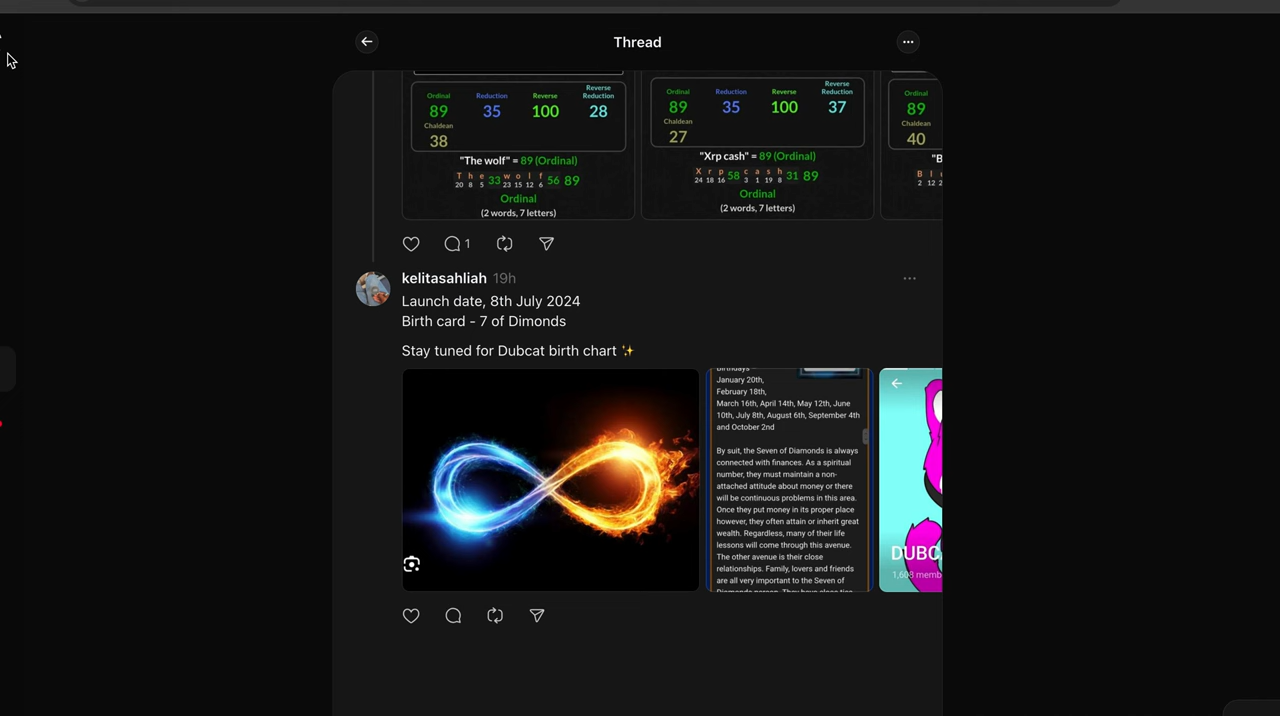 Thread
Ordinal Reduction Reverse Reverse Reduction
89 35 100 28
Chaldean
38
"The wolf" = 89 (Ordinal)
T h e 33 w o l f 56 89
20 8 5 23 15 12 6
Ordinal
(2 words, 7 letters)
Ordinal Reduction Reverse Reverse Reduction
89 35 100 37
Chaldean
27
"Xrp cash" = 89 (Ordinal)
X r p 58 c a s h 31 89
24 18 16 3 1 19 8
Ordinal
(2 words, 7 letters)
Ordinal
89
Chaldean
40
"B
B l
2 12
1
kelitasahliah 19h
Launch date, 8th July 2024
Birth card - 7 of Dimonds
Stay tuned for Dubcat birth chart ✨
Birthdays
January 20th,
February 18th,
March 16th, April 14th, May 12th, June
10th, July 8th, August 6th, September 4th
and October 2nd
By suit, the Seven of Diamonds is always
connected with finances. As a spiritual
number, they must maintain a non-
attached attitude about money or there
will be continuous problems in this area.
Once they put money in its proper place
however, they often attain or inherit great
wealth. Regardless, many of their life
lessons will come through this avenue.
The other avenue is their close
relationships. Family, lovers and friends
are all very important to the Seven of
DUBC
1,608 memb